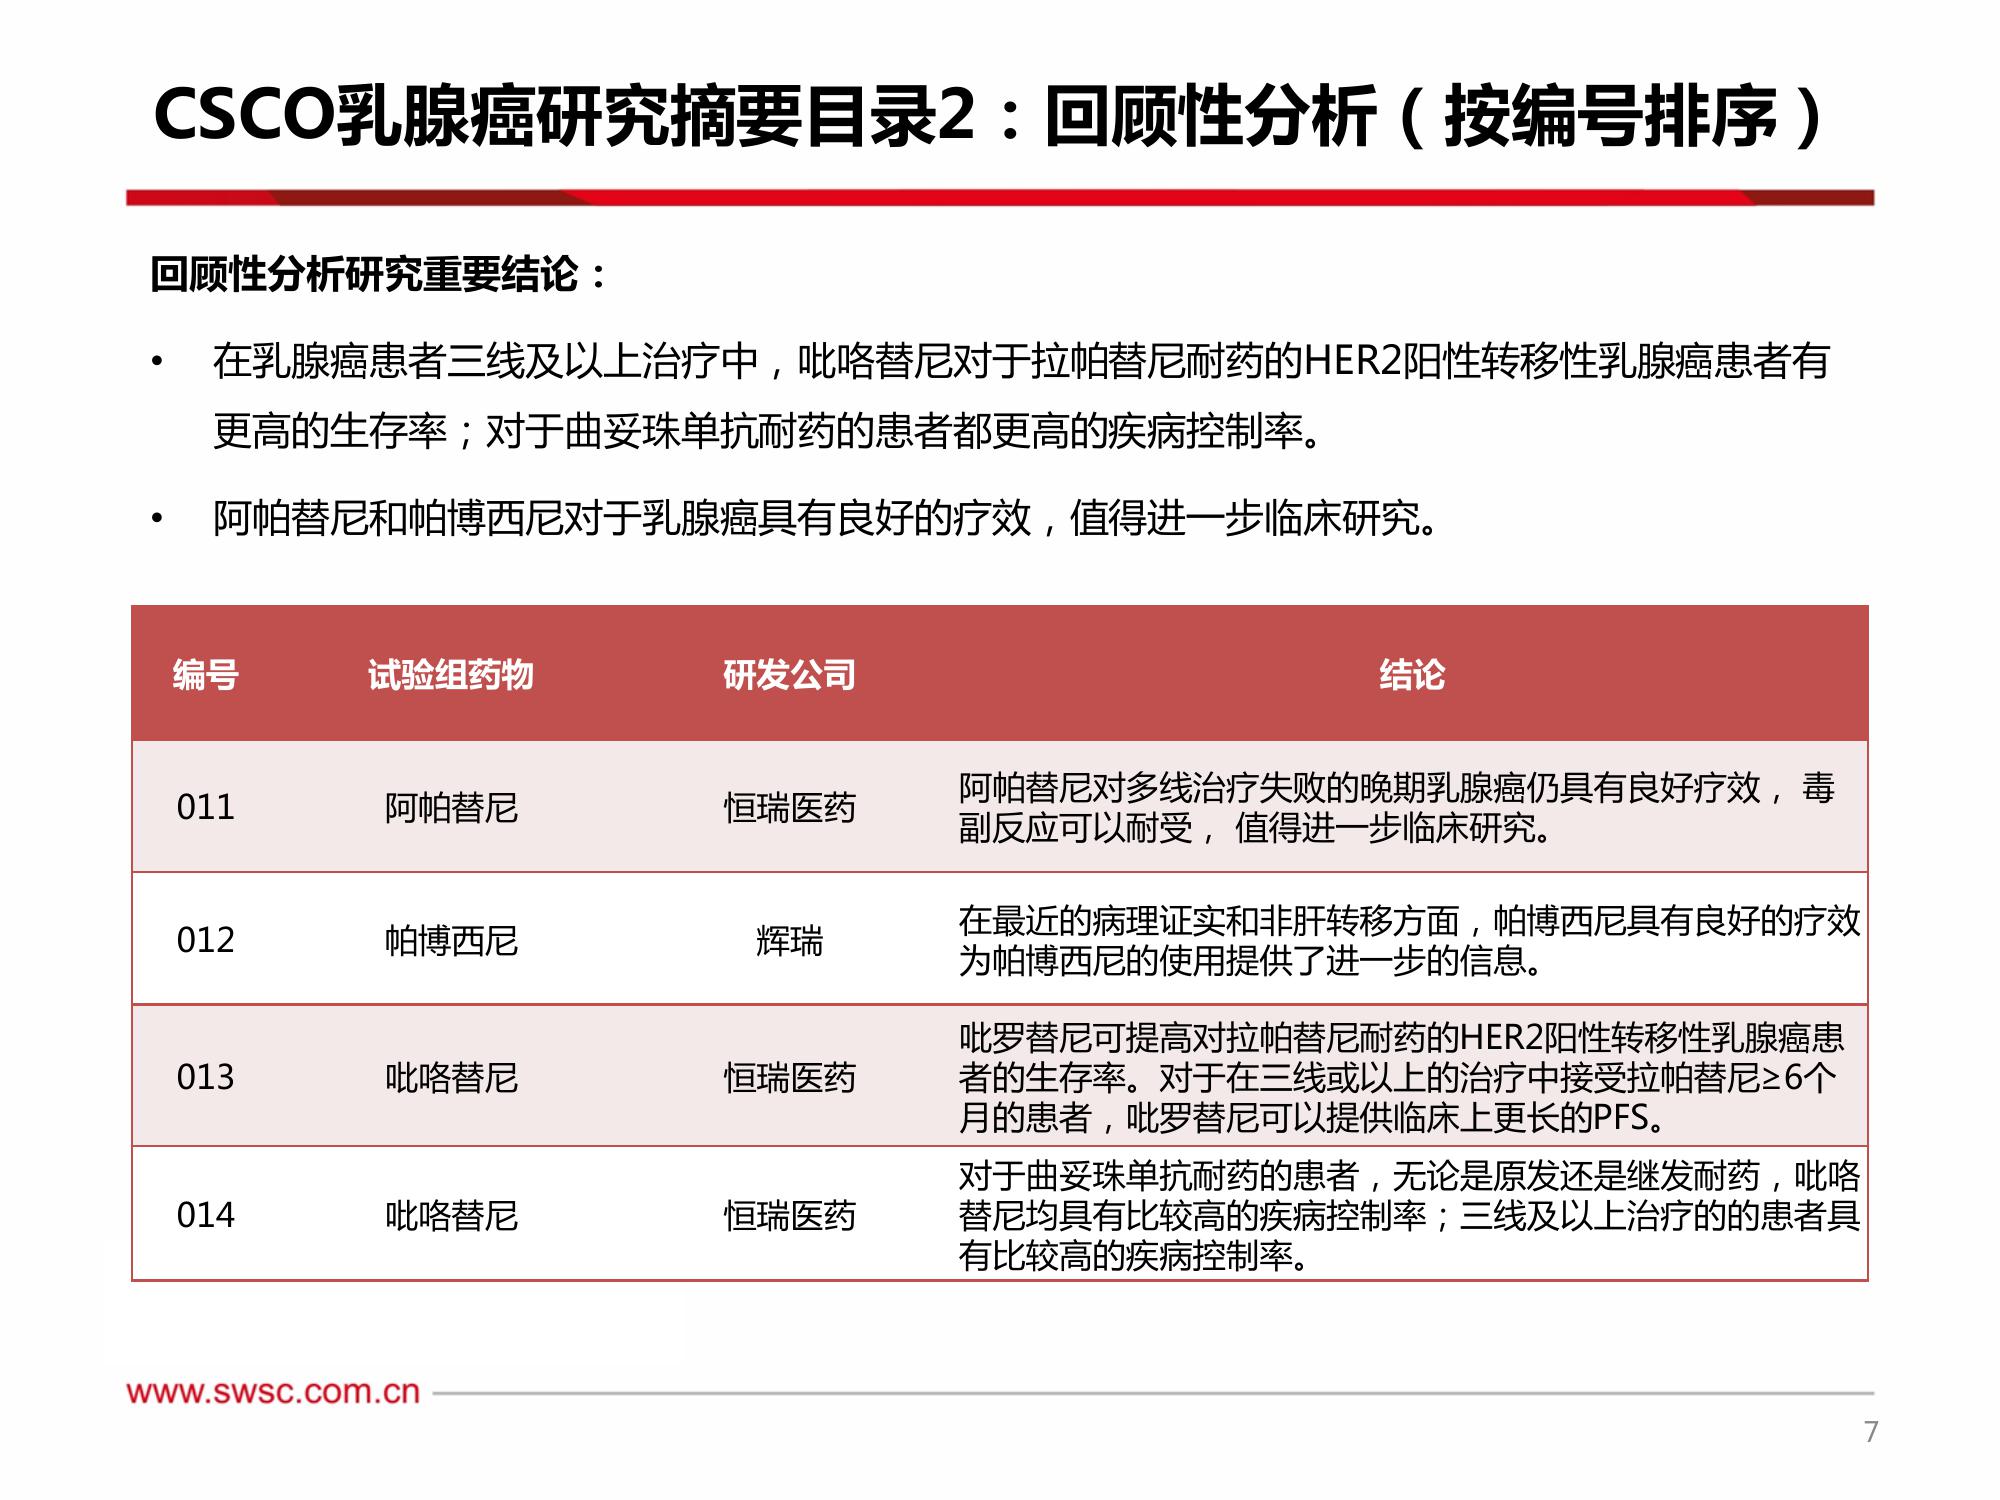 CSCO乳腺癌研究摘要目录2：回顾性分析（按编号排序）
回顾性分析研究重要结论：
• 在乳腺癌患者三线及以上治疗中，吡咯替尼对于拉帕替尼耐药的HER2阳性转移性乳腺癌患者有
更高的生存率；对于曲妥珠单抗耐药的患者都更高的疾病控制率。
• 阿帕替尼和帕博西尼对于乳腺癌具有良好的疗效，值得进一步临床研究。
编号 试验组药物 研发公司 结论
011 阿帕替尼 恒瑞医药 阿帕替尼对多线治疗失败的晚期乳腺癌仍具有良好疗效， 毒
副反应可以耐受， 值得进一步临床研究。
012 帕博西尼 辉瑞 在最近的病理证实和非肝转移方面，帕博西尼具有良好的疗效
为帕博西尼的使用提供了进一步的信息。
013 吡咯替尼 恒瑞医药 吡罗替尼可提高对拉帕替尼耐药的HER2阳性转移性乳腺癌患
者的生存率。对于在三线或以上的治疗中接受拉帕替尼≥6个
月的患者，吡罗替尼可以提供临床上更长的PFS。
014 吡咯替尼 恒瑞医药 对于曲妥珠单抗耐药的患者，无论是原发还是继发耐药，吡咯
替尼均具有比较高的疾病控制率；三线及以上治疗的的患者具
有比较高的疾病控制率。
www.swsc.com.cn
7